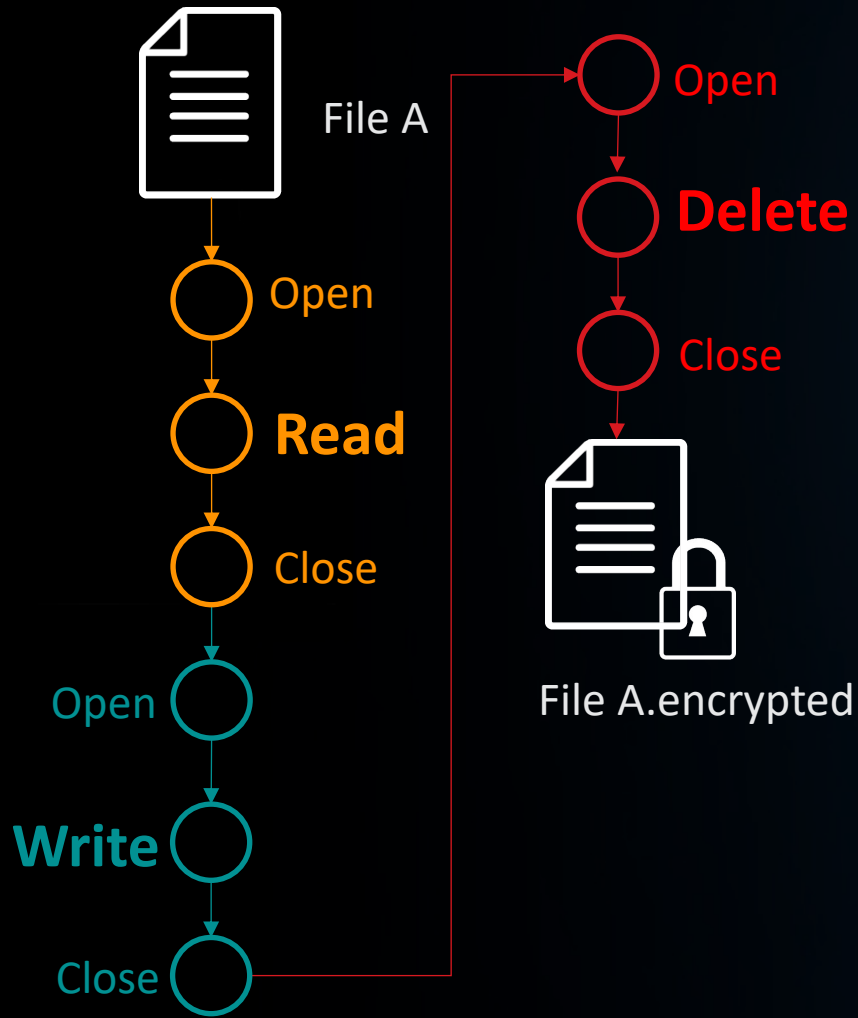 File A
Open
Read
Close
Open
Write
Close
Open
Delete
Close
File A.encrypted